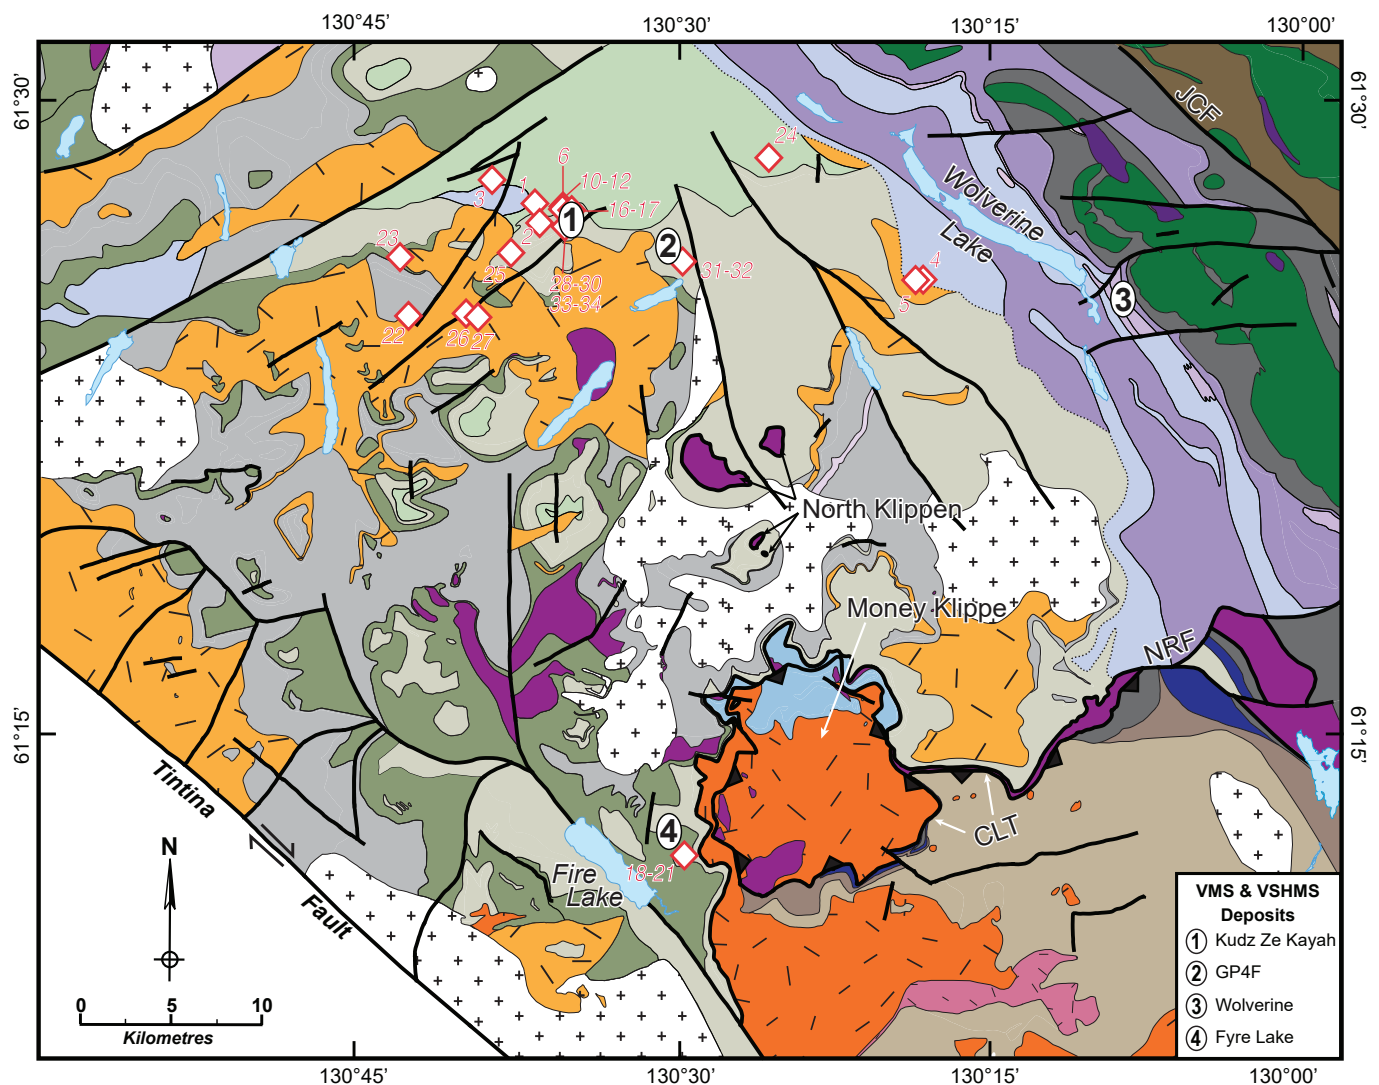 130°45’
130°30’
130°15’
130°00’
61°30’
61°30’
JCF
24
6
10-12
1
3
16-17
1
Wolverine
Lake
2
23
2
25
31-32
4
5
28-30
33-34
3
22
26
27
North Klippen
Money Klippe
NRF
61°15’
61°15’
Tintina
Fault
CLT
4
18-21
Fire
Lake
N
0 5 10
Kilometres
VMS & VSHMS
Deposits
1 Kudz Ze Kayah
2 GP4F
3 Wolverine
4 Fyre Lake
130°45’
130°30’
130°15’
130°00’